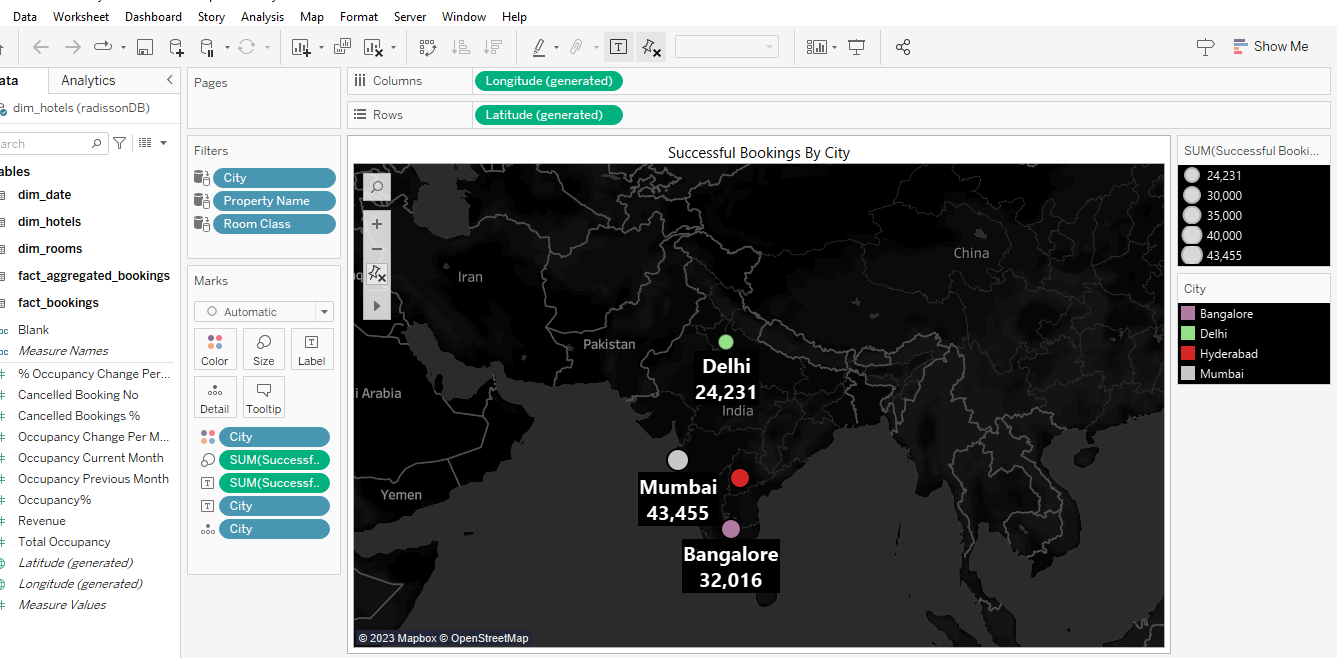 Data Worksheet Dashboard Story Analysis Map Format Server Window Help
Show Me
ata Analytics
dim_hotels (radissonDB)
arch
ables
dim_date
dim_hotels
dim_rooms
fact_aggregated_bookings
fact_bookings
Blank
Measure Names
% Occupancy Change Per...
Cancelled Booking No
Cancelled Bookings %
Occupancy Change Per M...
Occupancy Current Month
Occupancy Previous Month
Occupancy%
Revenue
Total Occupancy
Latitude (generated)
Longitude (generated)
Measure Values
Pages
Filters
City
Property Name
Room Class
Marks
Automatic
Color Size Label
Detail Tooltip
City
SUM(Successf..
SUM(Successf..
City
City
Columns Longitude (generated)
Rows Latitude (generated)
Successful Bookings By City
China
Iran
Pakistan
Delhi
24,231
i Arabia
India
Mumbai
43,455
Yemen
Bangalore
32,016
© 2023 Mapbox © OpenStreetMap
SUM(Successful Booki...
24,231
30,000
35,000
40,000
43,455
City
Bangalore
Delhi
Hyderabad
Mumbai